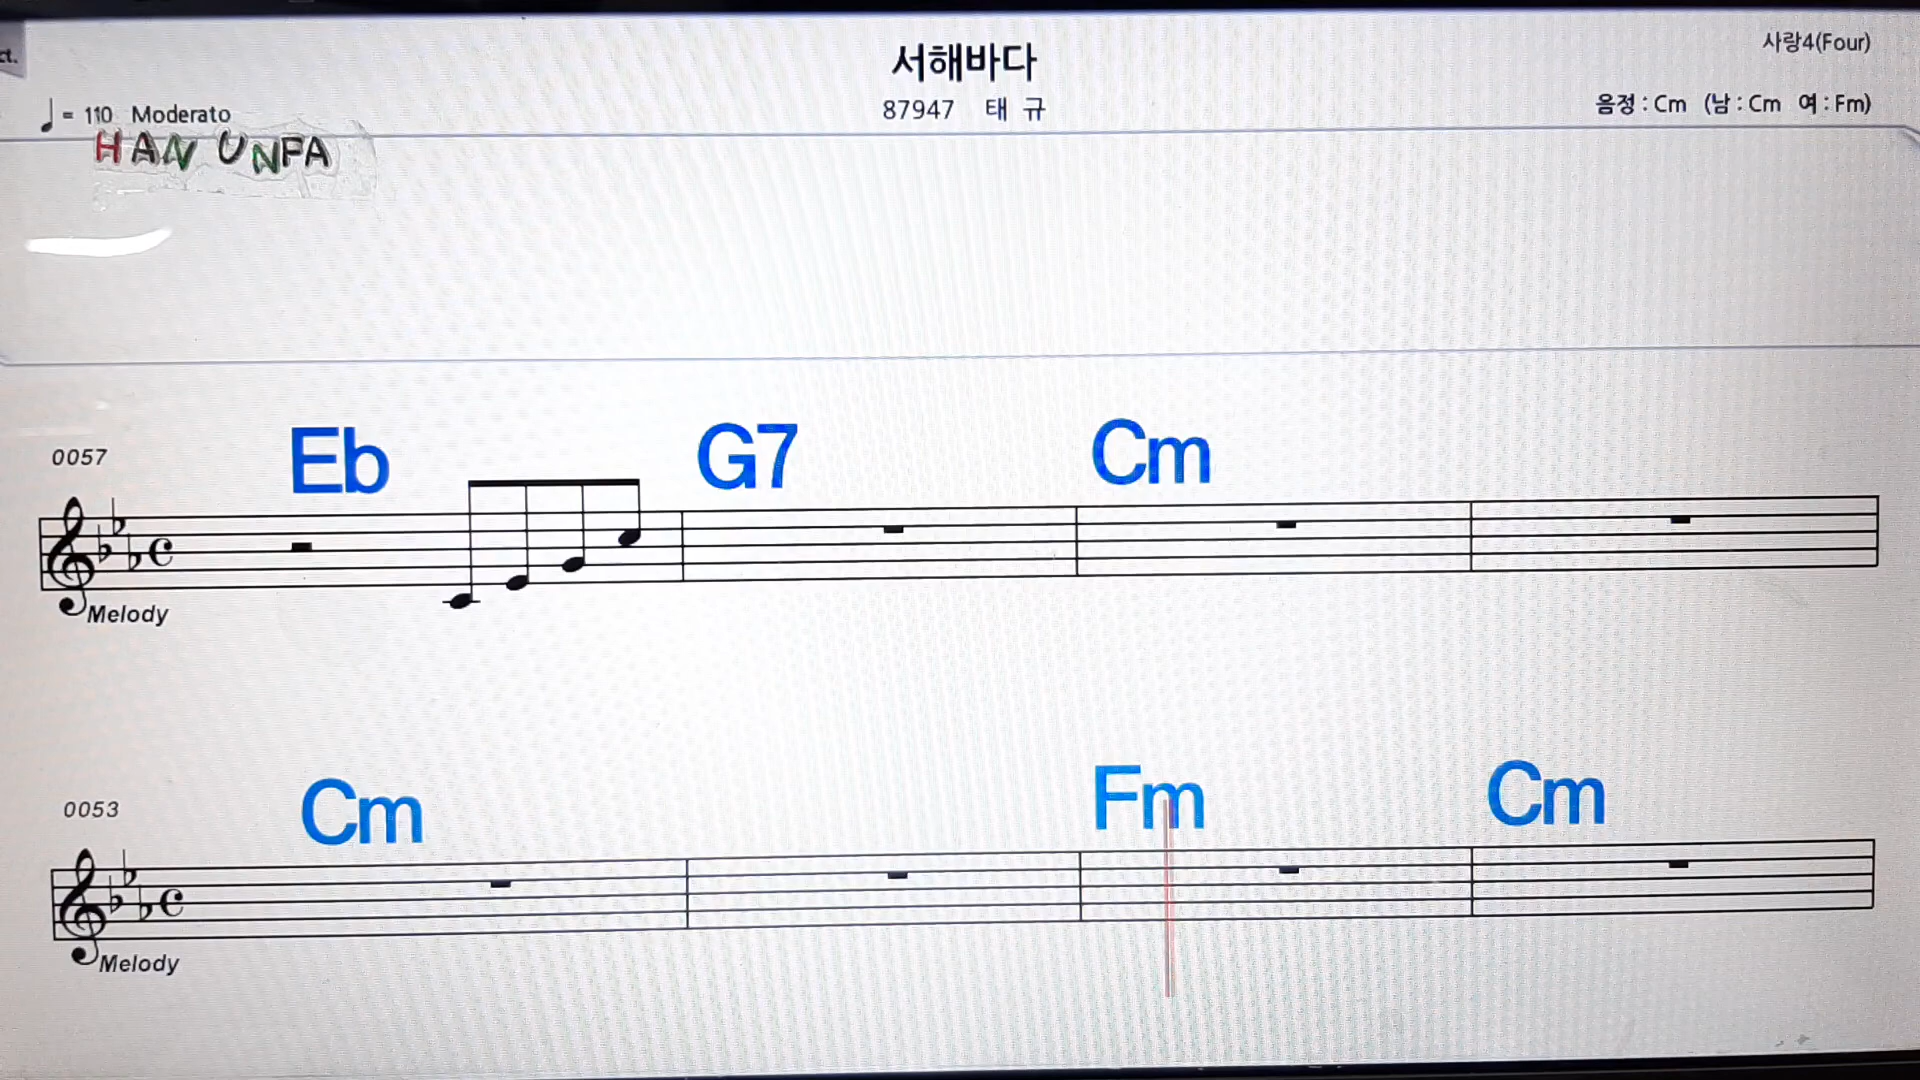 ct.
서해바다
사랑4(Four)
♩= 110 Moderato
87947 태 규
음정 : Cm (남 : Cm 여 : Fm)
HAN UNFA
0057
Eb G7 Cm
Melody
0053
Cm Fm Cm
Melody